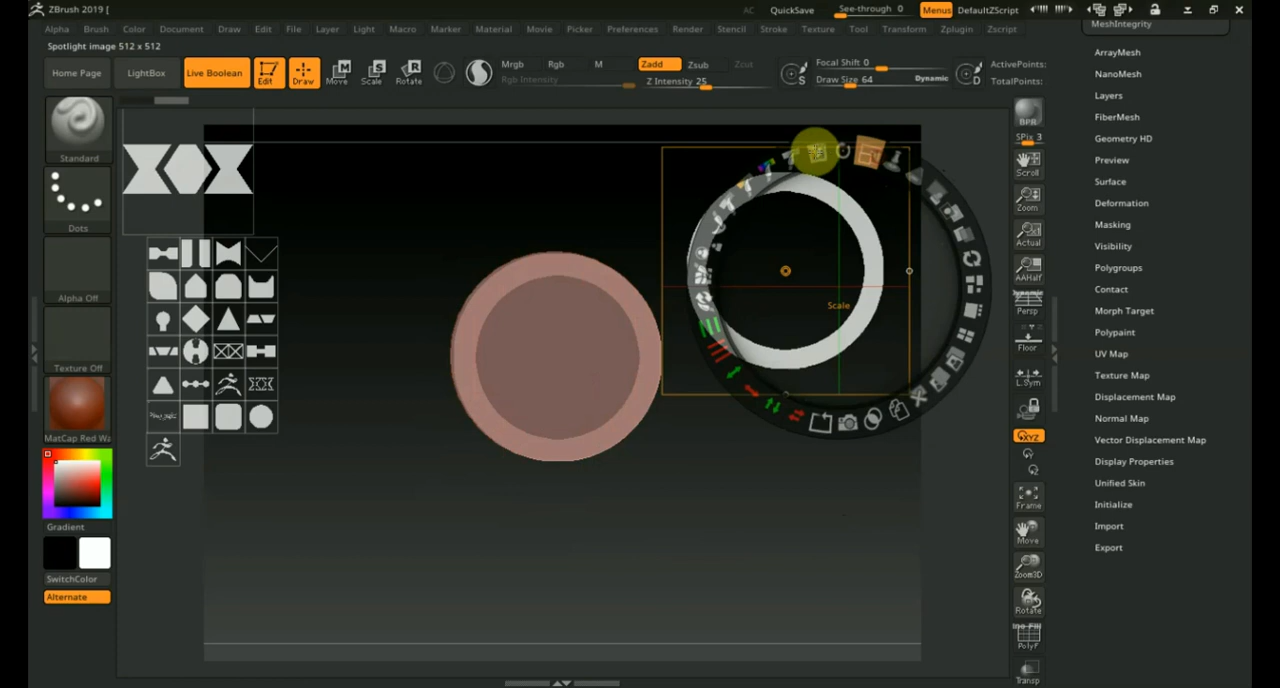 ZBrush 2019 [
AC QuickSave See-through 0 Menus DefaultZScript
Alpha Brush Color Document Draw Edit File Layer Light Macro Marker Material Movie Picker Preferences Render Stencil Stroke Texture Tool Transform Zplugin Zscript
Spotlight image 512 x 512
Home Page LightBox Live Boolean Edit Draw Move Scale Rotate
Mrgb Rgb M Zadd Zsub Zcut
Rgb Intensity Z Intensity 25
Focal Shift 0
Draw Size 64 Dynamic
ActivePoints:
TotalPoints:
S
D
Standard
Dots
Alpha Off
Texture Off
MatCap Red Wa
Gradient
SwitchColor
Alternate
Scale
BPR
SPix 3
Scroll
Zoom
Actual
AAHalf
Dynamic
Persp
Floor
L.Sym
XYZ
Frame
Move
Zoom3D
Rotate
PolyF
Transp
MeshIntegrity
ArrayMesh
NanoMesh
Layers
FiberMesh
Geometry HD
Preview
Surface
Deformation
Masking
Visibility
Polygroups
Contact
Morph Target
Polypaint
UV Map
Texture Map
Displacement Map
Normal Map
Vector Displacement Map
Display Properties
Unified Skin
Initialize
Import
Export